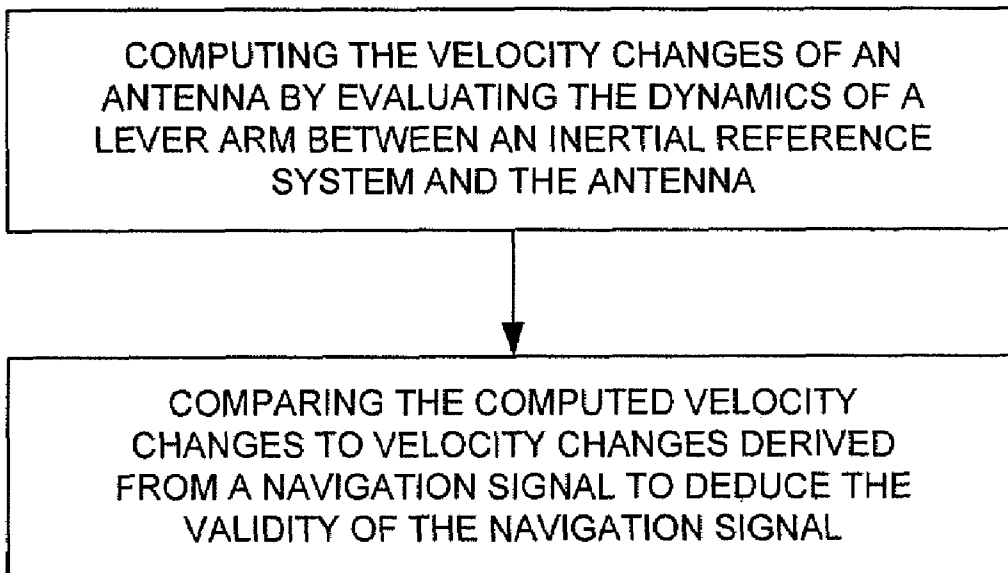 COMPUTING THE VELOCITY CHANGES OF AN
ANTENNA BY EVALUATING THE DYNAMICS OF A
LEVER ARM BETWEEN AN INERTIAL REFERENCE
SYSTEM AND THE ANTENNA
COMPARING THE COMPUTED VELOCITY
CHANGES TO VELOCITY CHANGES DERIVED
FROM A NAVIGATION SIGNAL TO DEDUCE THE
VALIDITY OF THE NAVIGATION SIGNAL